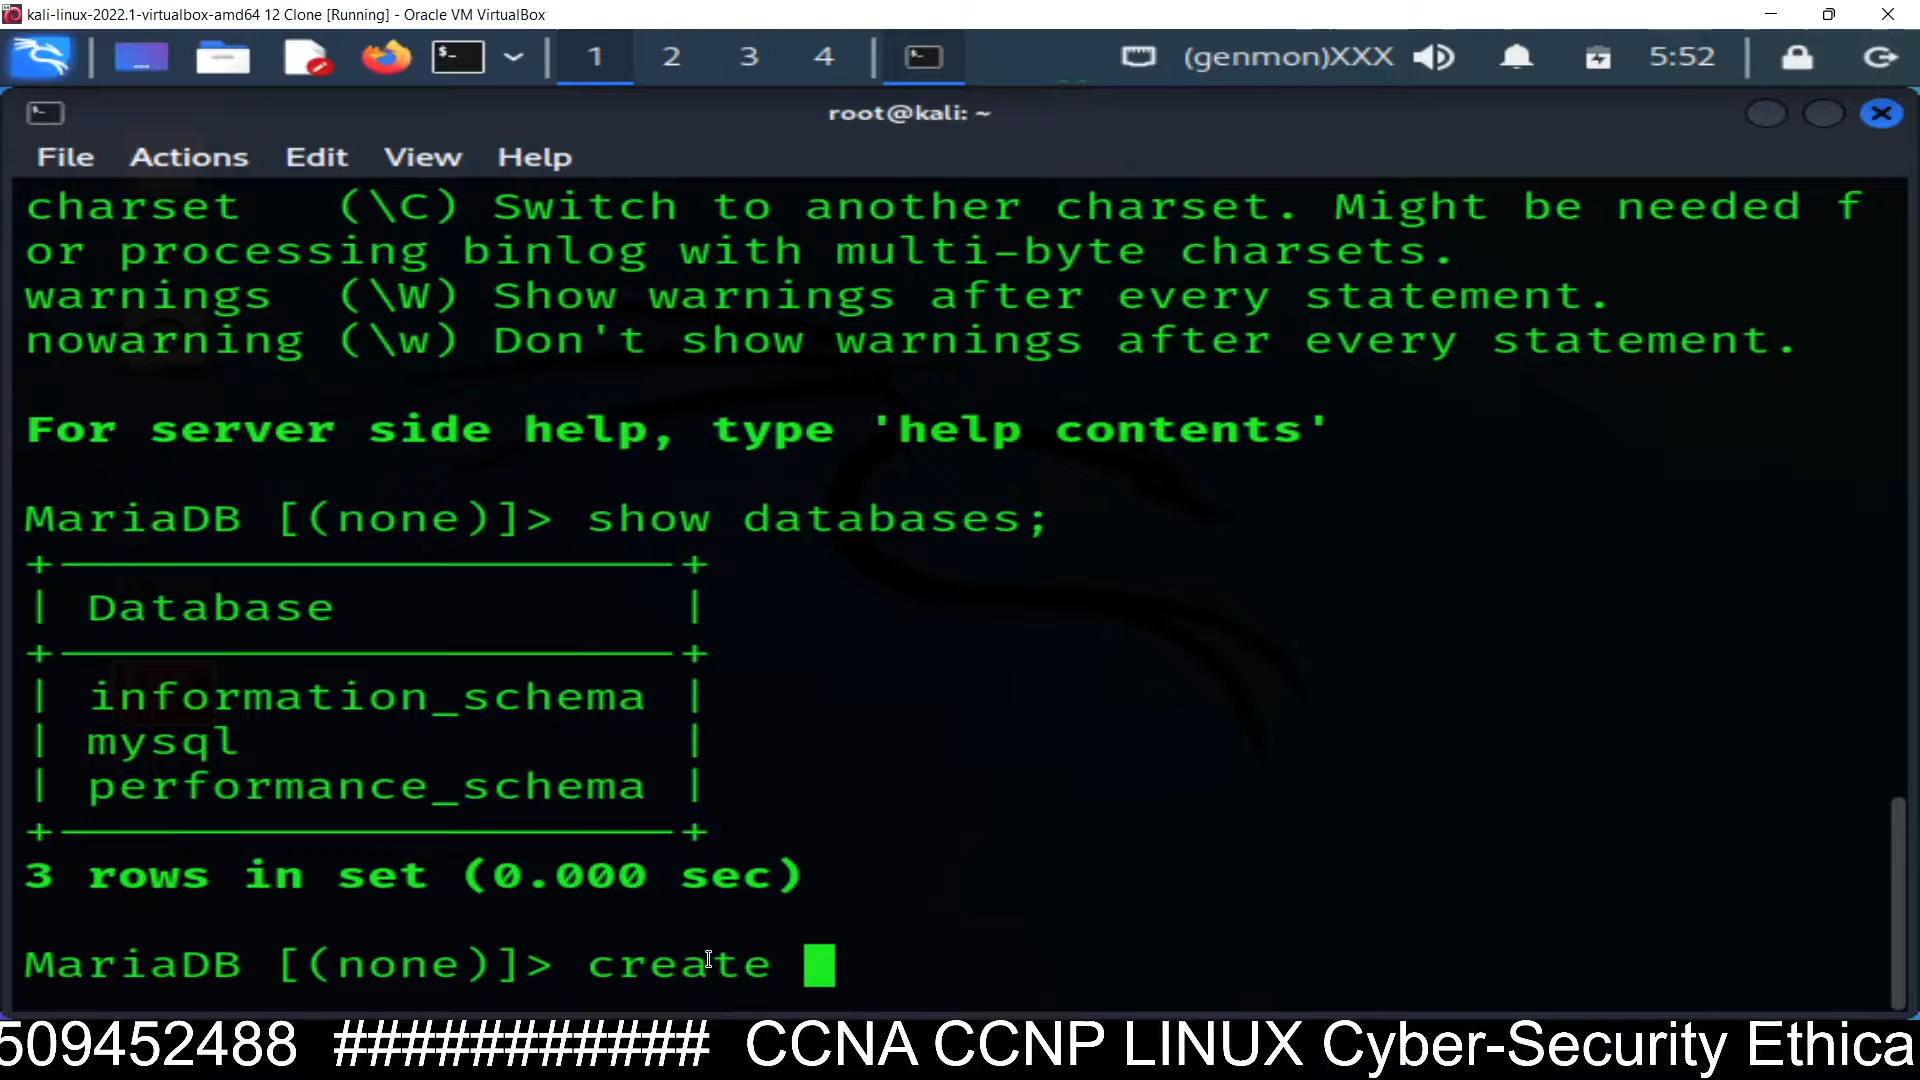 kali-linux-2022.1-virtualbox-amd64 12 Clone [Running] - Oracle VM VirtualBox
1 2 3 4 (genmon)XXX 5:52
root@kali: ~
File Actions Edit View Help
charset (\C) Switch to another charset. Might be needed f
or processing binlog with multi-byte charsets.
warnings (\W) Show warnings after every statement.
nowarning (\w) Don't show warnings after every statement.
For server side help, type 'help contents'
MariaDB [(none)]> show databases;
| Database |
| information_schema |
| mysql |
| performance_schema |
3 rows in set (0.000 sec)
MariaDB [(none)]> create
509452488 ########### CCNA CCNP LINUX Cyber-Security Ethica